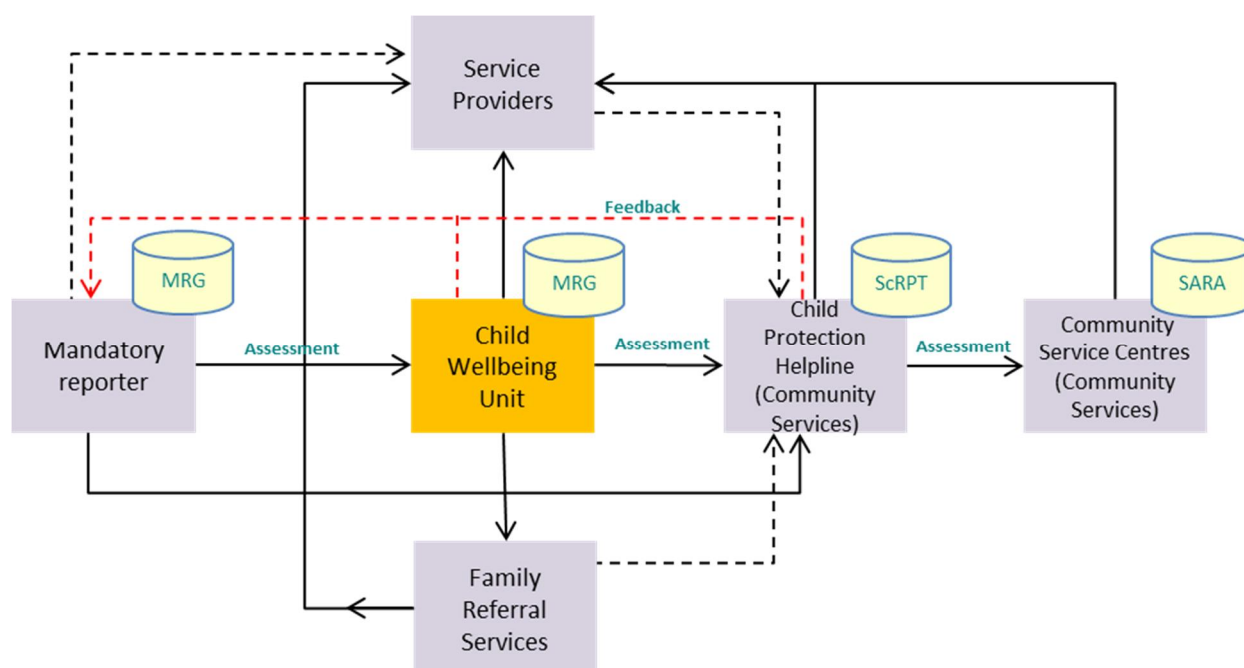 Service
Providers
Feedback
MRG
MRG
ScRPT
SARA
Mandatory
reporter
Assessment
Child
Wellbeing
Unit
Assessment
Child
Protection
Helpline
(Community
Services)
Assessment
Community
Service Centres
(Community
Services)
Family
Referral
Services